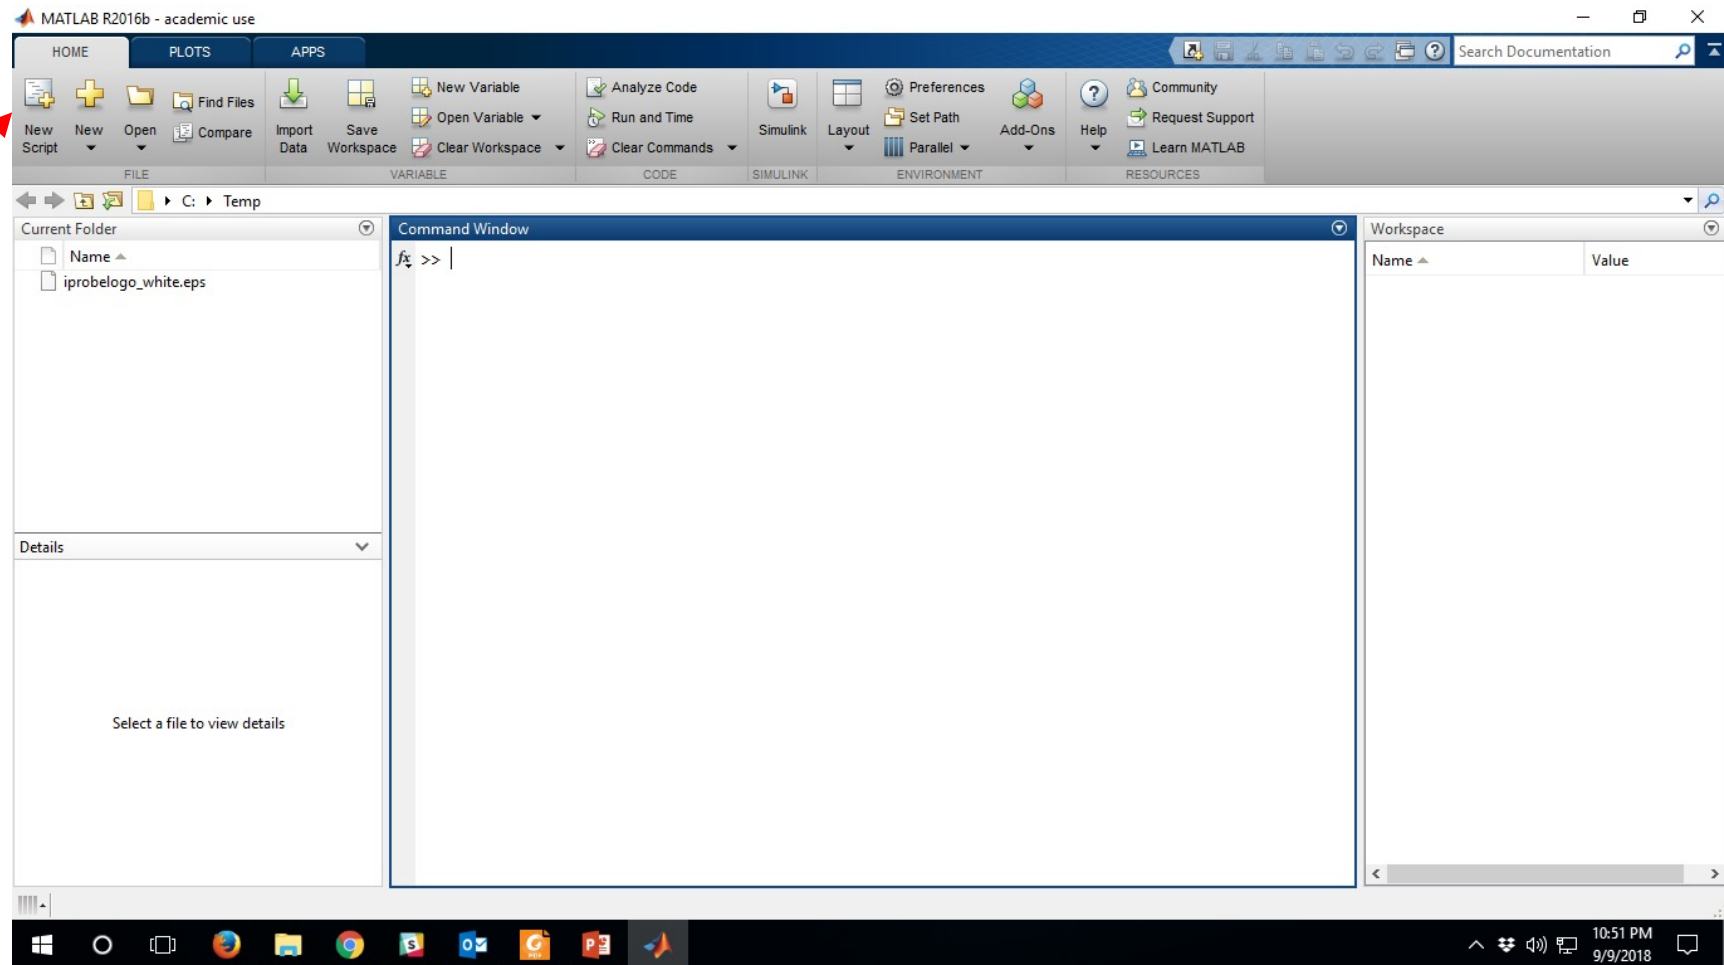 MATLAB R2016b - academic use
HOME PLOTS APPS
Search Documentation
New Script
New
Open
Find Files
Compare
Import Data
Save Workspace
New Variable
Open Variable
Clear Workspace
Analyze Code
Run and Time
Clear Commands
Simulink
Layout
Preferences
Set Path
Parallel
Add-Ons
Help
Community
Request Support
Learn MATLAB
FILE VARIABLE CODE SIMULINK ENVIRONMENT RESOURCES
C: Temp
Current Folder
Name
iprobelogo_white.eps
Details
Select a file to view details
Command Window
fx >>
Workspace
Name Value
10:51 PM
9/9/2018